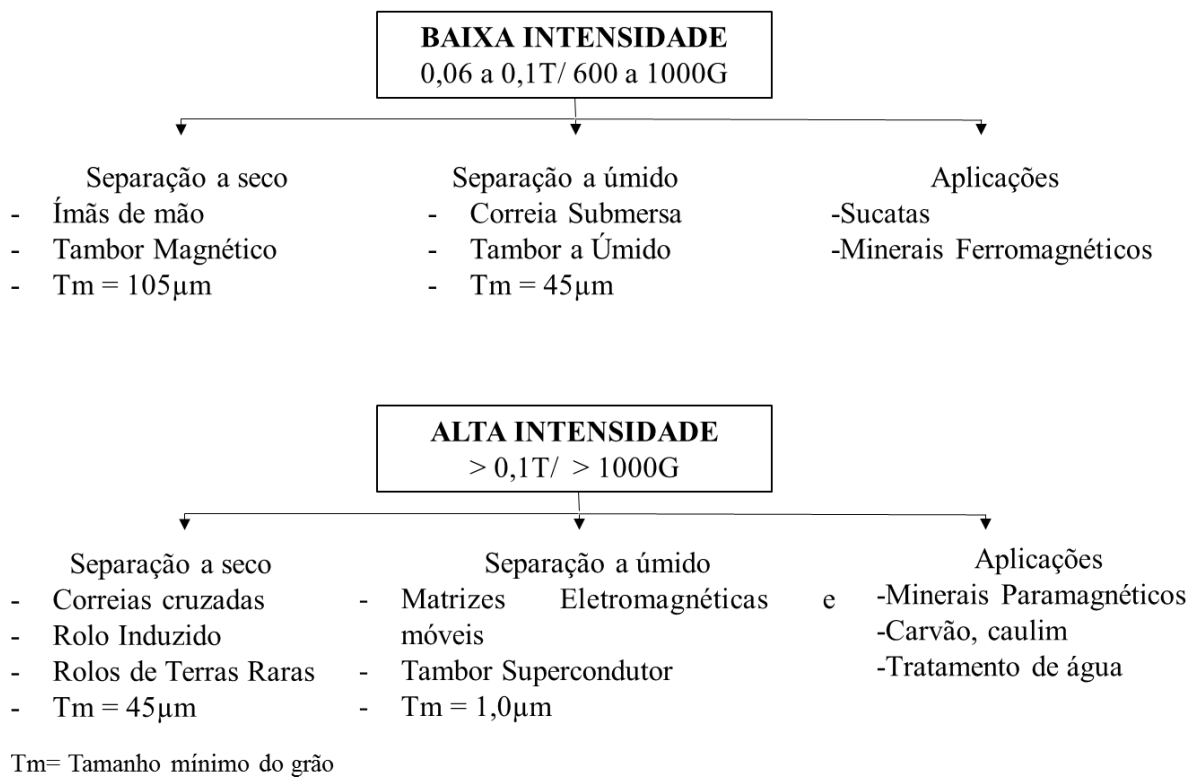 BAIXA INTENSIDADE
0,06 a 0,1T/ 600 a 1000G
Separação a seco
- Ímãs de mão
- Tambor Magnético
- Tm = 105µm
Separação a úmido
- Correia Submersa
- Tambor a Úmido
- Tm = 45µm
Aplicações
-Sucatas
-Minerais Ferromagnéticos
ALTA INTENSIDADE
> 0,1T/ > 1000G
Separação a seco
- Correias cruzadas
- Rolo Induzido
- Rolos de Terras Raras
- Tm = 45µm
Separação a úmido
- Matrizes Eletromagnéticas e
móveis
- Tambor Supercondutor
- Tm = 1,0µm
Aplicações
-Minerais Paramagnéticos
-Carvão, caulim
-Tratamento de água
Tm= Tamanho mínimo do grão